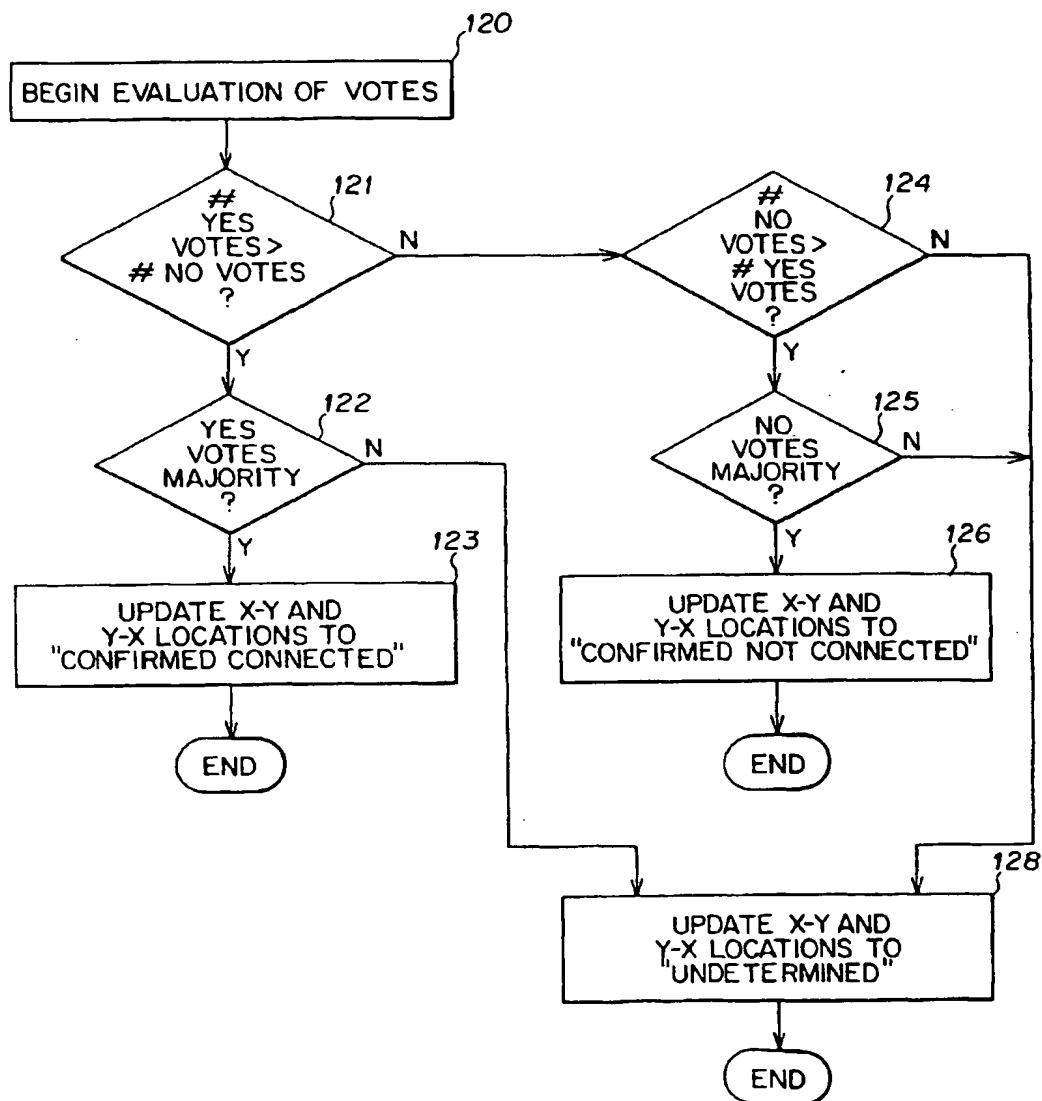 120
BEGIN EVALUATION OF VOTES
121
#
YES
VOTES >
# NO VOTES
?
N
Y
124
#
NO
VOTES >
# YES
VOTES
?
N
Y
122
YES
VOTES
MAJORITY
?
N
Y
125
NO
VOTES
MAJORITY
?
N
Y
123
UPDATE X-Y AND
Y-X LOCATIONS TO
"CONFIRMED CONNECTED"
END
126
UPDATE X-Y AND
Y-X LOCATIONS TO
"CONFIRMED NOT CONNECTED"
END
128
UPDATE X-Y AND
Y-X LOCATIONS TO
"UNDETERMINED"
END